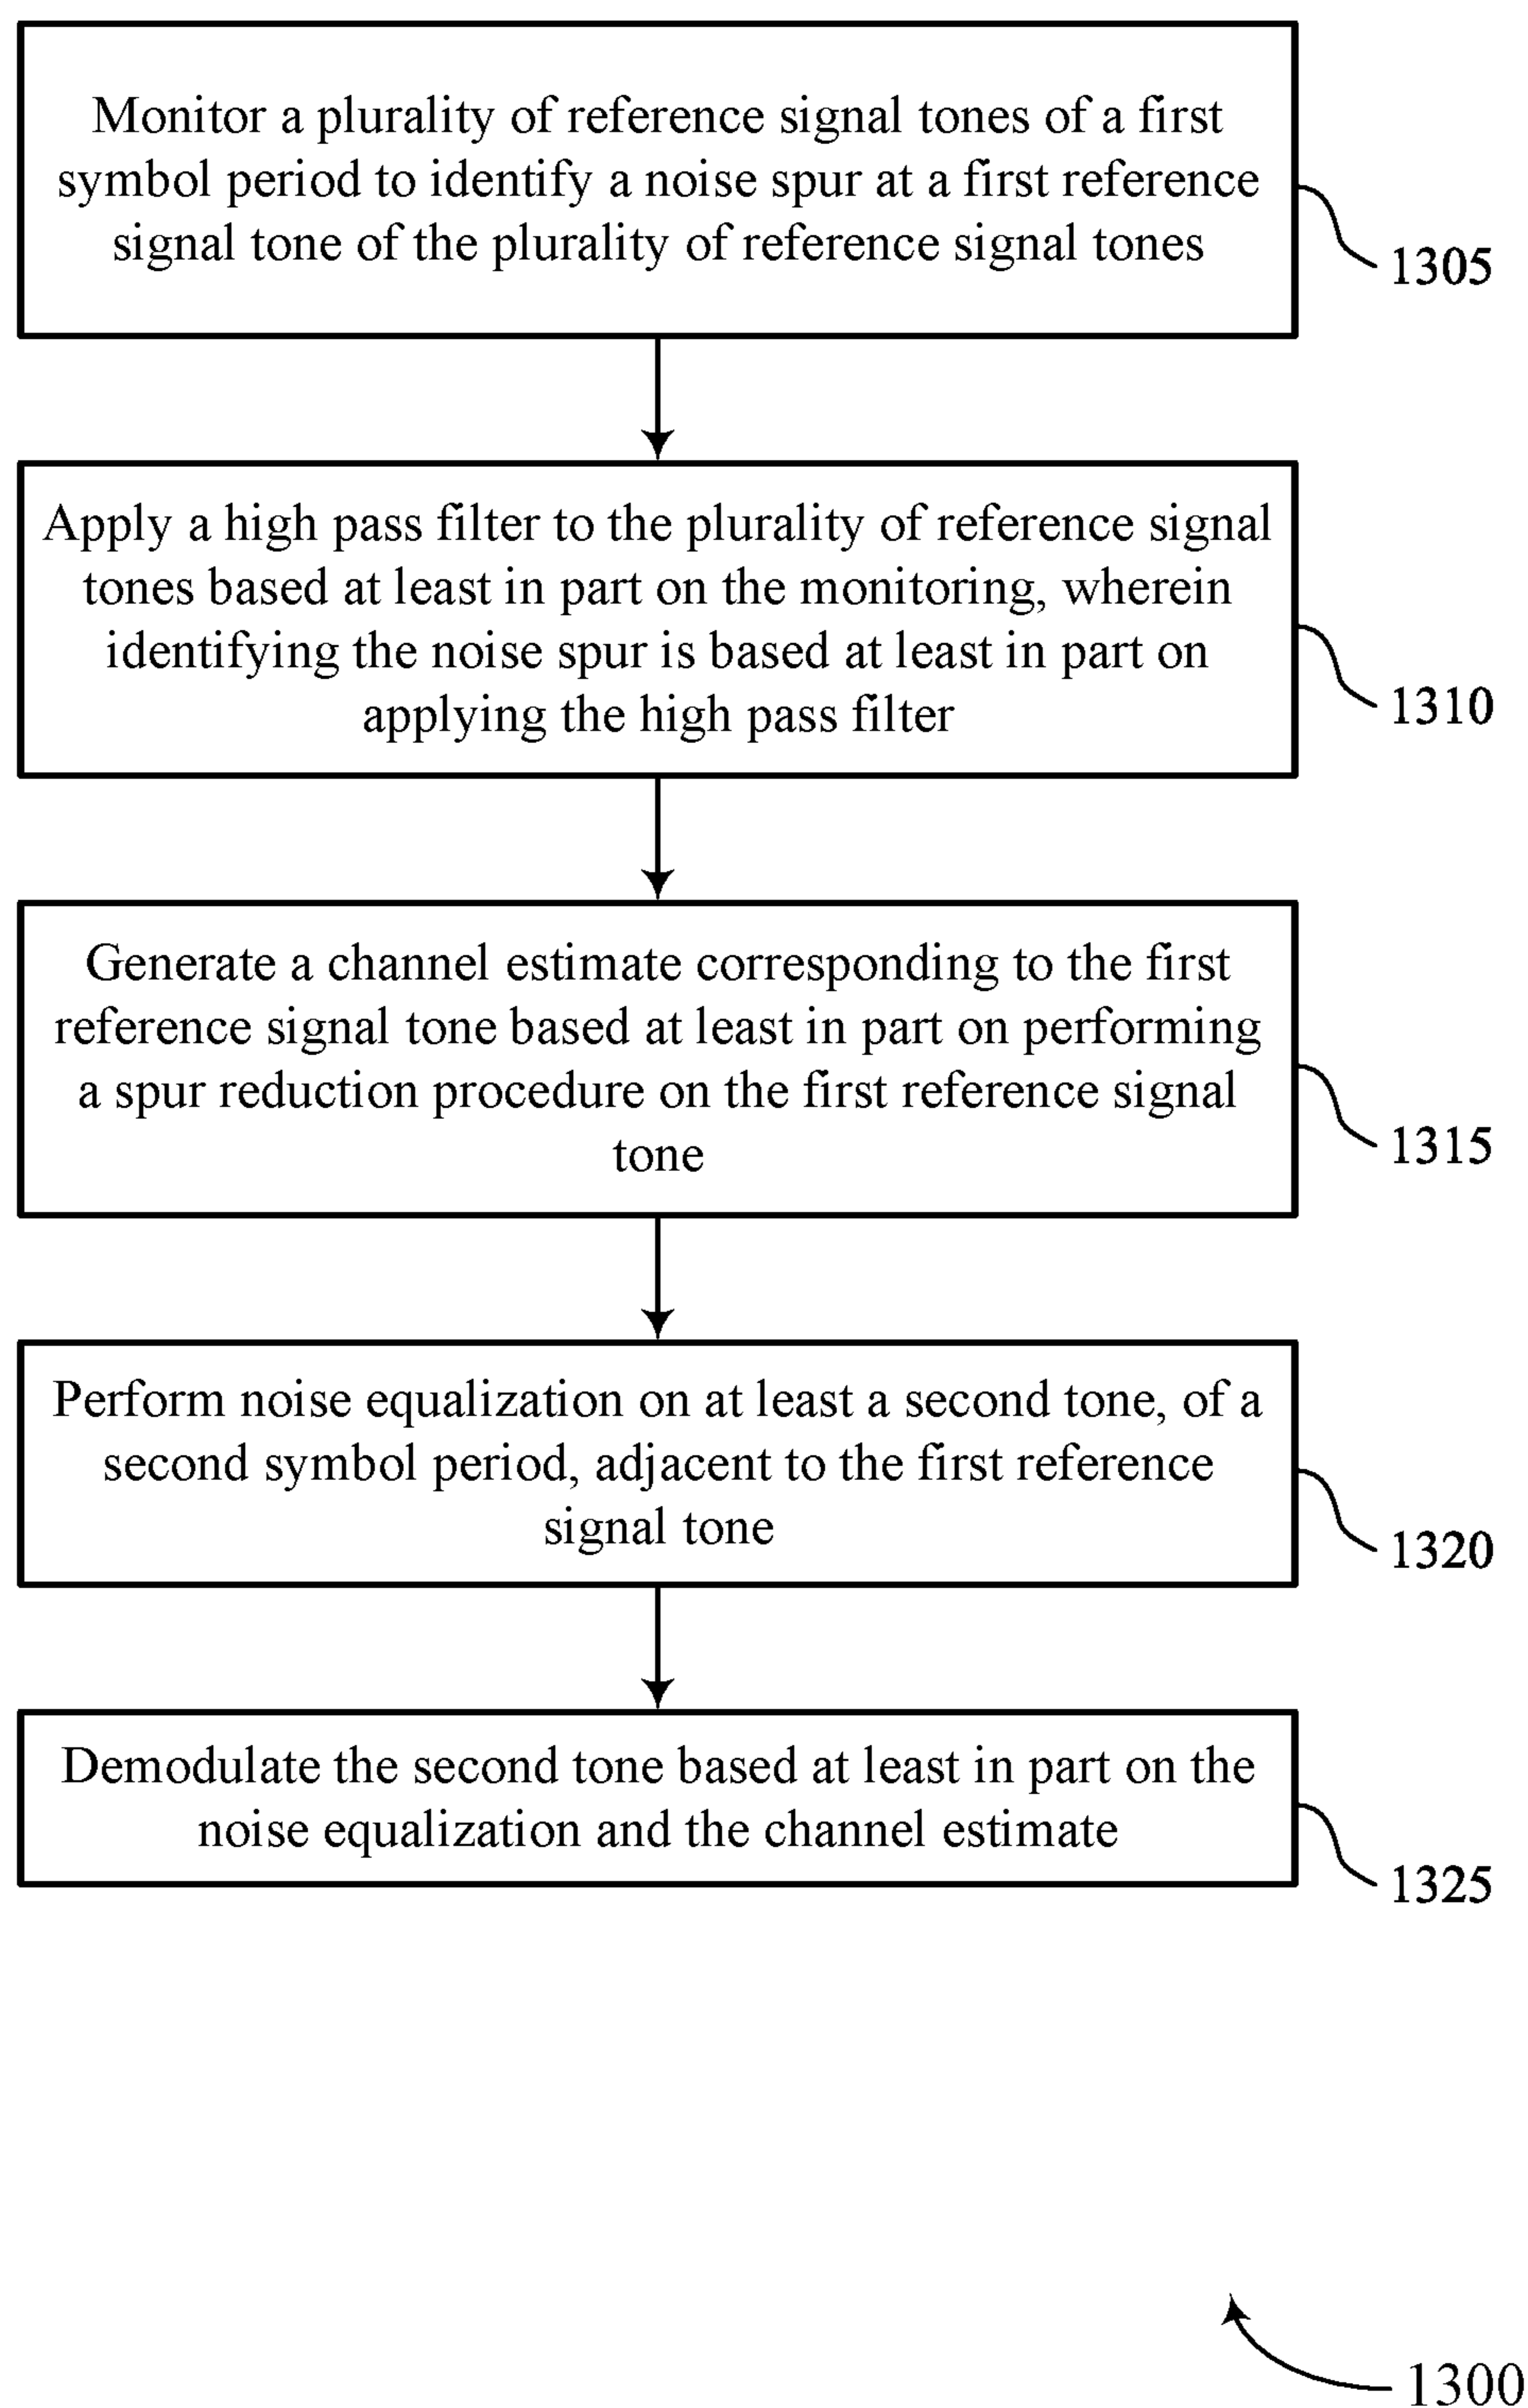 Monitor a plurality of reference signal tones of a first
symbol period to identify a noise spur at a first reference
signal tone of the plurality of reference signal tones
1305
Apply a high pass filter to the plurality of reference signal
tones based at least in part on the monitoring, wherein
identifying the noise spur is based at least in part on
applying the high pass filter
1310
Generate a channel estimate corresponding to the first
reference signal tone based at least in part on performing
a spur reduction procedure on the first reference signal
tone
1315
Perform noise equalization on at least a second tone, of a
second symbol period, adjacent to the first reference
signal tone
1320
Demodulate the second tone based at least in part on the
noise equalization and the channel estimate
1325
1300